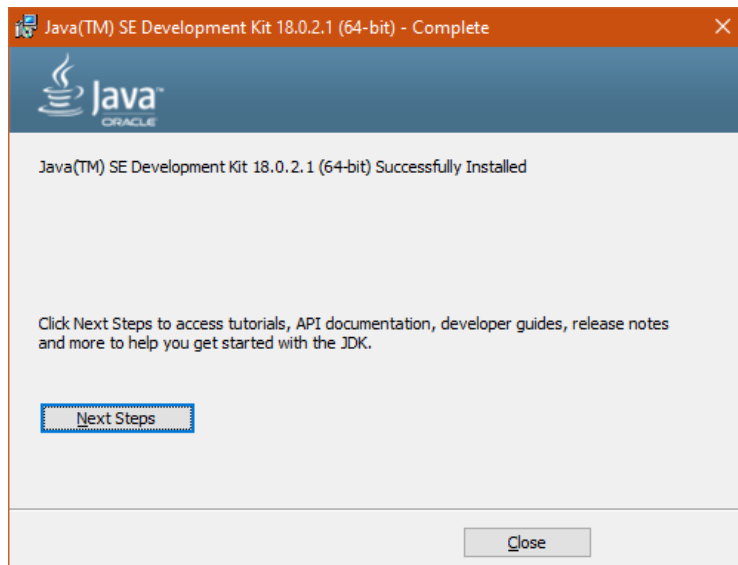 Java(TM) SE Development Kit 18.0.2.1 (64-bit) - Complete
Java™
ORACLE
Java(TM) SE Development Kit 18.0.2.1 (64-bit) Successfully Installed
Click Next Steps to access tutorials, API documentation, developer guides, release notes
and more to help you get started with the JDK.
Next Steps
Close